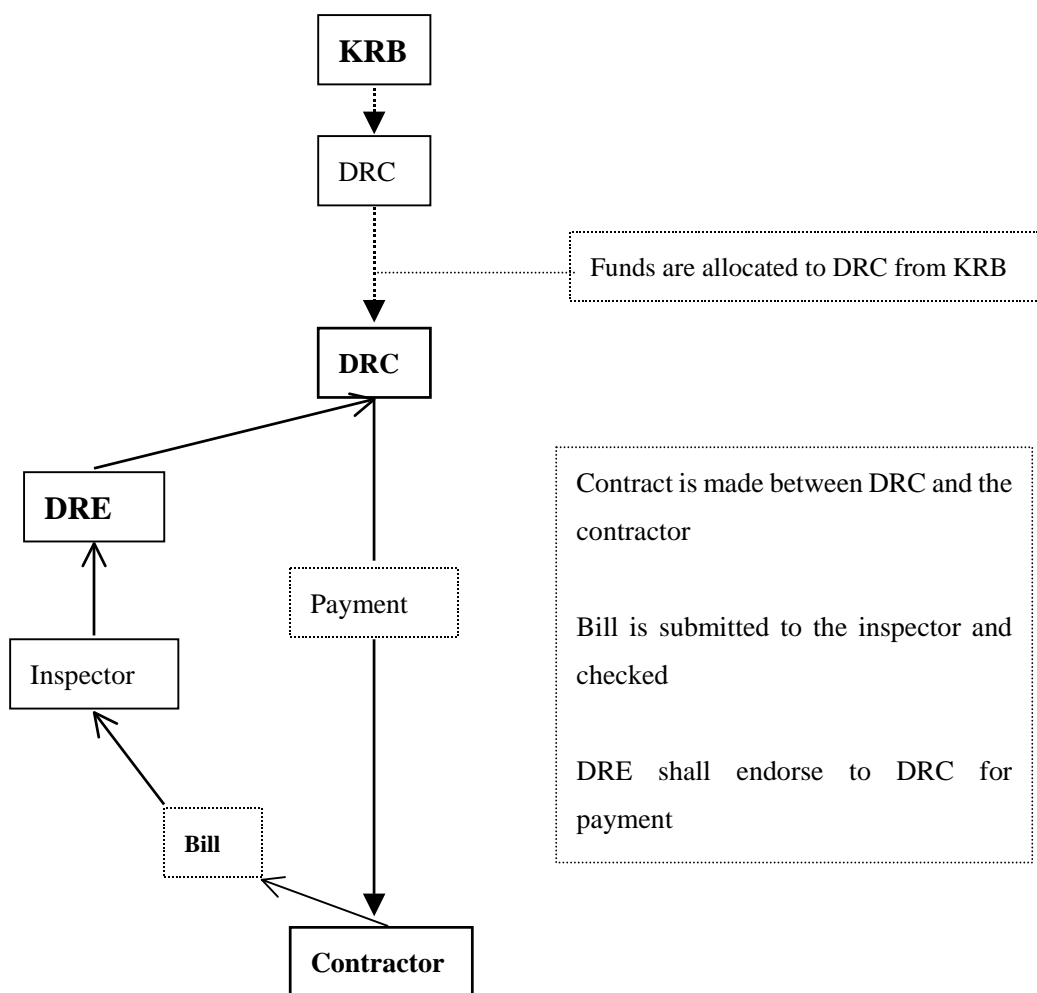 KRB
DRC
Funds are allocated to DRC from KRB
DRC
DRE
Contract is made between DRC and the
contractor
Payment
Bill is submitted to the inspector and
checked
Inspector
DRE shall endorse to DRC for
payment
Bill
Contractor